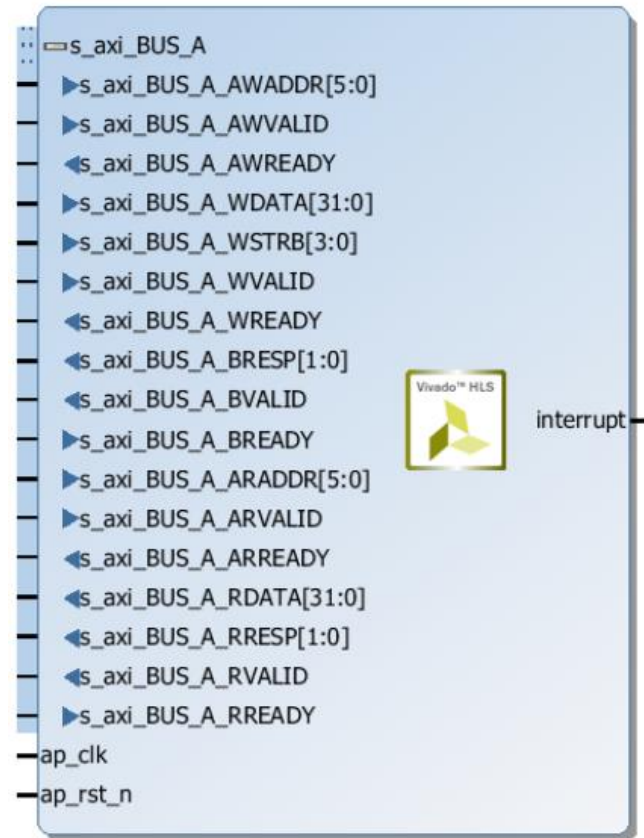 s_axi_BUS_A
s_axi_BUS_A_AWADDR[5:0]
s_axi_BUS_A_AWVALID
s_axi_BUS_A_AWREADY
s_axi_BUS_A_WDATA[31:0]
s_axi_BUS_A_WSTRB[3:0]
s_axi_BUS_A_WVALID
s_axi_BUS_A_WREADY
s_axi_BUS_A_BRESP[1:0]
s_axi_BUS_A_BVALID
s_axi_BUS_A_BREADY
s_axi_BUS_A_ARADDR[5:0]
s_axi_BUS_A_ARVALID
s_axi_BUS_A_ARREADY
s_axi_BUS_A_RDATA[31:0]
s_axi_BUS_A_RRESP[1:0]
s_axi_BUS_A_RVALID
s_axi_BUS_A_RREADY
ap_clk
ap_rst_n
Vivado™ HLS
interrupt